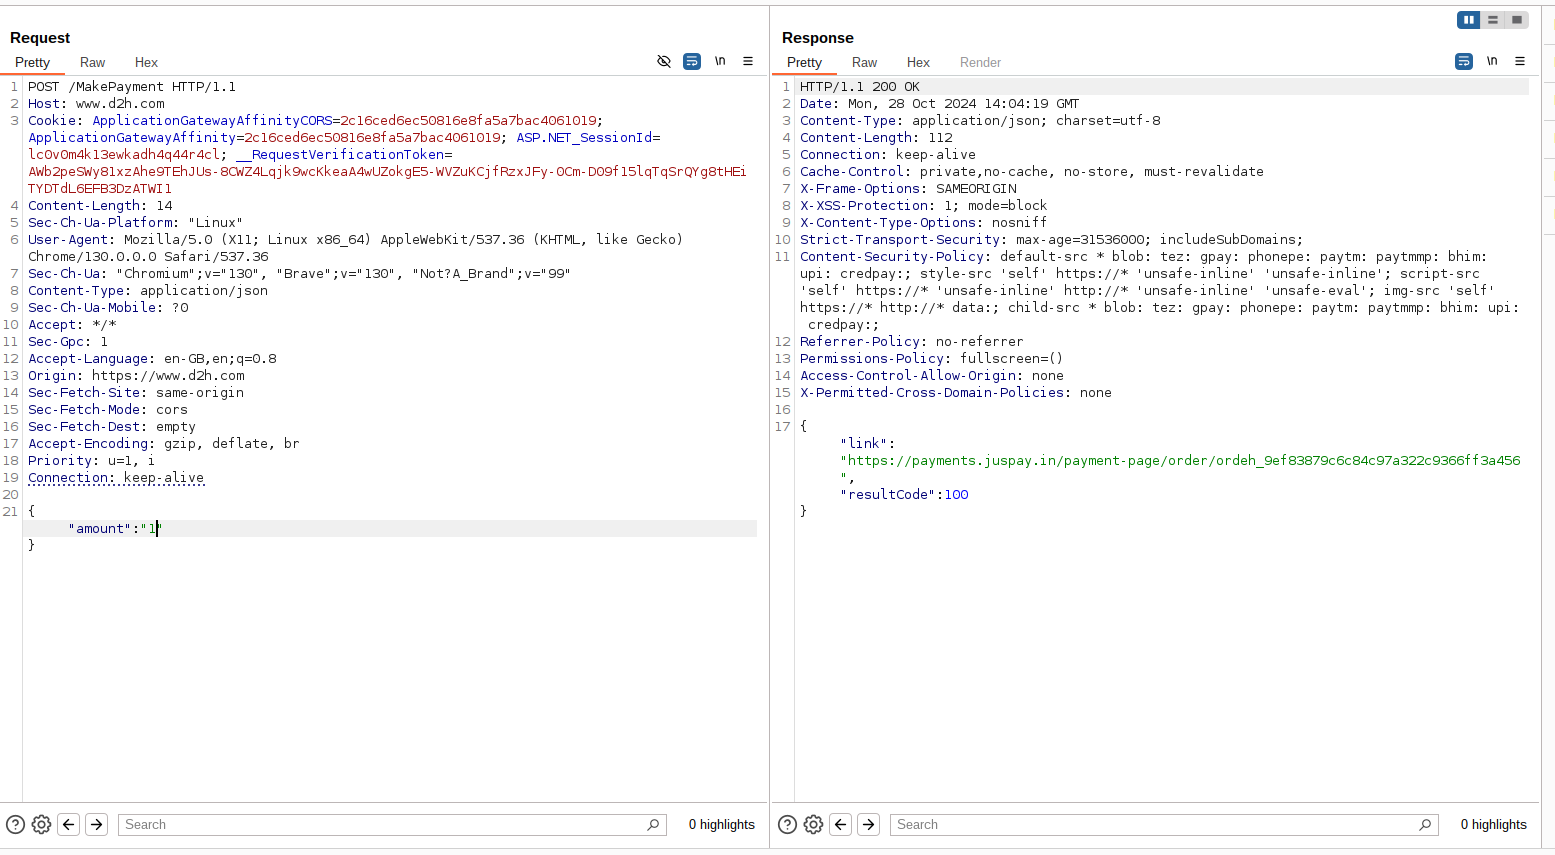 Request
Pretty Raw Hex \n
1 POST /MakePayment HTTP/1.1
2 Host: www.d2h.com
3 Cookie: ApplicationGatewayAffinityCORS=2c16ced6ec50816e8fa5a7bac4061019;
ApplicationGatewayAffinity=2c16ced6ec50816e8fa5a7bac4061019; ASP.NET_SessionId=
lc0v0m4k13ewkadh4q44r4cl; __RequestVerificationToken=
AWb2peSWy81xzAhe9TEhJUs-8CWZ4Lqjk9wcKkeaA4wUZokgE5-WVZuKCjfRzxJFy-OCm-D09f15lqTqSrQYg8tHEi
TYDTdL6EFB3DzATWI1
4 Content-Length: 14
5 Sec-Ch-Ua-Platform: "Linux"
6 User-Agent: Mozilla/5.0 (X11; Linux x86_64) AppleWebKit/537.36 (KHTML, like Gecko)
Chrome/130.0.0.0 Safari/537.36
7 Sec-Ch-Ua: "Chromium";v="130", "Brave";v="130", "Not?A_Brand";v="99"
8 Content-Type: application/json
9 Sec-Ch-Ua-Mobile: ?0
10 Accept: */*
11 Sec-Gpc: 1
12 Accept-Language: en-GB,en;q=0.8
13 Origin: https://www.d2h.com
14 Sec-Fetch-Site: same-origin
15 Sec-Fetch-Mode: cors
16 Sec-Fetch-Dest: empty
17 Accept-Encoding: gzip, deflate, br
18 Priority: u=1, i
19 Connection: keep-alive
20
21 {
"amount":"1"
}
Search
0 highlights
Response
Pretty Raw Hex Render \n
1 HTTP/1.1 200 OK
2 Date: Mon, 28 Oct 2024 14:04:19 GMT
3 Content-Type: application/json; charset=utf-8
4 Content-Length: 112
5 Connection: keep-alive
6 Cache-Control: private,no-cache, no-store, must-revalidate
7 X-Frame-Options: SAMEORIGIN
8 X-XSS-Protection: 1; mode=block
9 X-Content-Type-Options: nosniff
10 Strict-Transport-Security: max-age=31536000; includeSubDomains;
11 Content-Security-Policy: default-src * blob: tez: gpay: phonepe: paytm: paytmmp: bhim:
upi: credpay:; style-src 'self' https://* 'unsafe-inline' 'unsafe-inline'; script-src
'self' https://* 'unsafe-inline' http://* 'unsafe-inline' 'unsafe-eval'; img-src 'self'
https://* http://* data:; child-src * blob: tez: gpay: phonepe: paytm: paytmmp: bhim: upi:
credpay:;
12 Referrer-Policy: no-referrer
13 Permissions-Policy: fullscreen=()
14 Access-Control-Allow-Origin: none
15 X-Permitted-Cross-Domain-Policies: none
16
17 {
"link":
"https://payments.juspay.in/payment-page/order/ordeh_9ef83879c6c84c97a322c9366ff3a456
",
"resultCode":100
}
Search
0 highlights